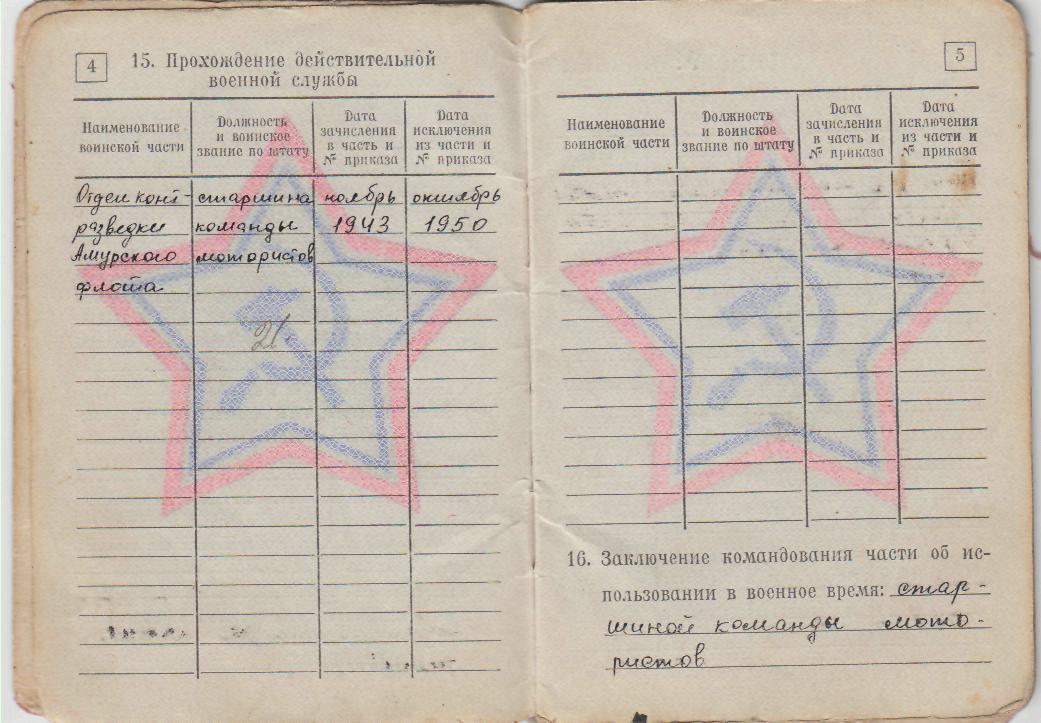 4
15. Прохождение действительной
военной службы
Наименование
воинской части
Должность
и воинское
звание по штату
Дата
зачисления
в часть и
№ приказа
Дата
исключения
из части и
№ приказа
Отдел конт- старшина ноябрь октябрь
разведки команды 1943 1950
Амурского мотористов
флота
21.
5
Наименование
воинской части
Должность
и воинское
звание по штату
Дата
зачисления
в часть и
№ приказа
Дата
исключения
из части и
№ приказа
16. Заключение командования части об ис-
пользовании в военное время: стар-
шиной команды мото-
ристов